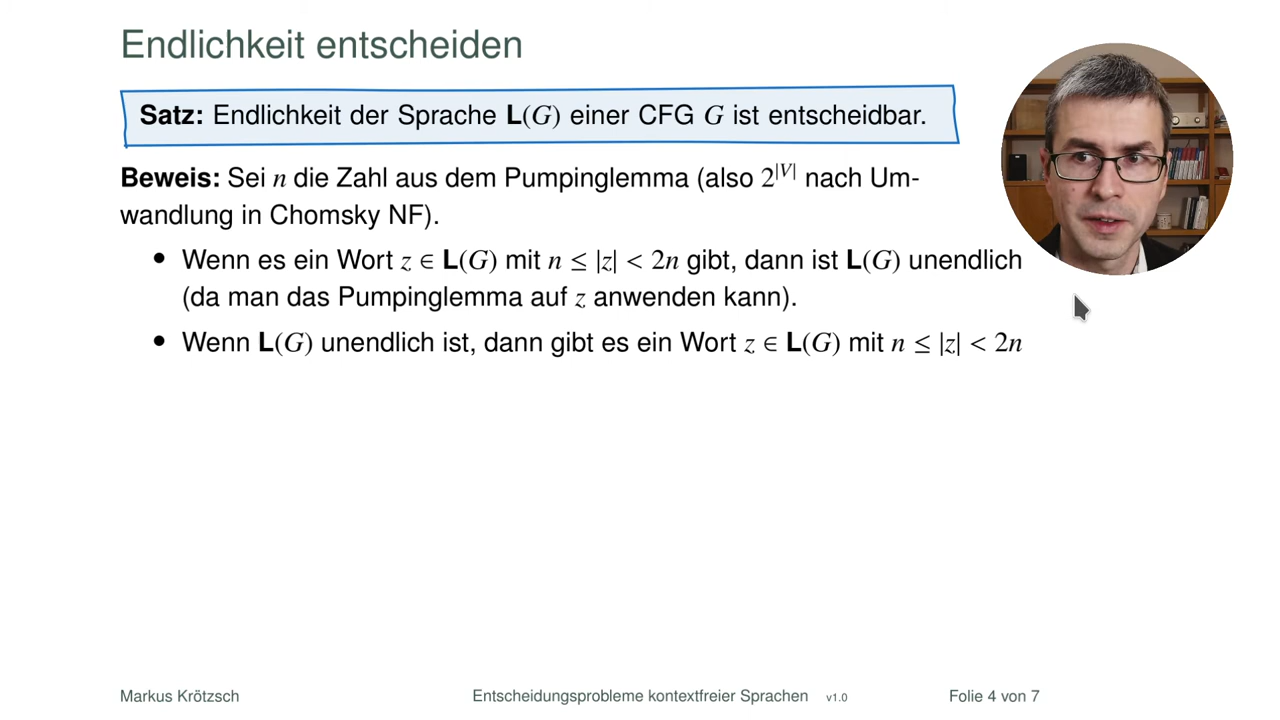 Endlichkeit entscheiden
Satz: Endlichkeit der Sprache L(G) einer CFG G ist entscheidbar.
Beweis: Sei n die Zahl aus dem Pumpinglemma (also 2^|V| nach Um-
wandlung in Chomsky NF).
• Wenn es ein Wort z ∈ L(G) mit n ≤ |z| < 2n gibt, dann ist L(G) unendlich
(da man das Pumpinglemma auf z anwenden kann).
• Wenn L(G) unendlich ist, dann gibt es ein Wort z ∈ L(G) mit n ≤ |z| < 2n
Markus Krötzsch Entscheidungsprobleme kontextfreier Sprachen v1.0 Folie 4 von 7